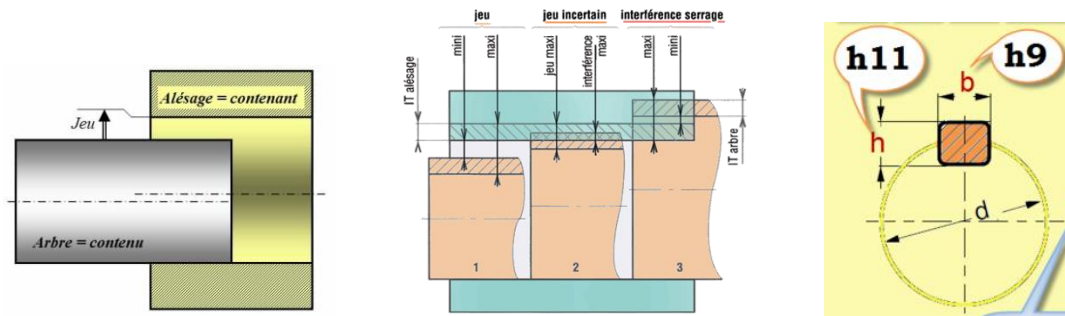 Alésage = contenant
Jeu
Arbre = contenu
jeu
jeu incertain
interférence serrage
mini
maxi
jeu maxi
interférence
maxi
maxi
mini
IT alésage
IT arbre
1
2
3
h11
h9
b
h
d